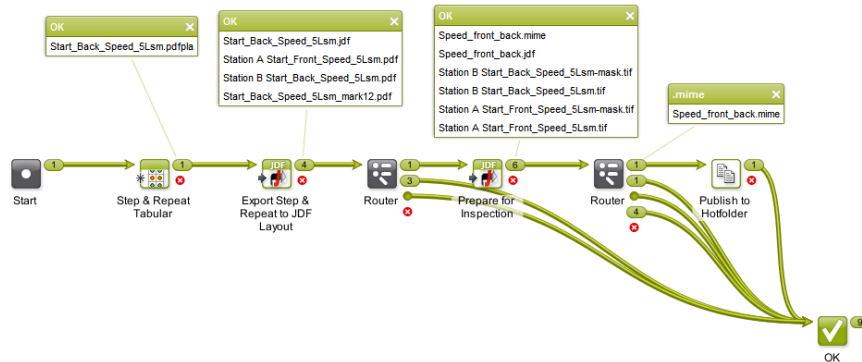 OK
Start_Back_Speed_5Lsm.pdfpla
OK
Start_Back_Speed_5Lsm.jdf
Station A Start_Front_Speed_5Lsm.pdf
Station B Start_Back_Speed_5Lsm.pdf
Start_Back_Speed_5Lsm_mark12.pdf
OK
Speed_front_back.mime
Speed_front_back.jdf
Station B Start_Back_Speed_5Lsm-mask.tif
Station B Start_Back_Speed_5Lsm.tif
Station A Start_Front_Speed_5Lsm-mask.tif
Station A Start_Front_Speed_5Lsm.tif
.mime
Speed_front_back.mime
1
Start
1
Step & Repeat
Tabular
JDF
4
Export Step &
Repeat to JDF
Layout
1
3
Router
JDF
6
Prepare for
Inspection
1
1
4
Router
1
Publish to
Hotfolder
9
OK